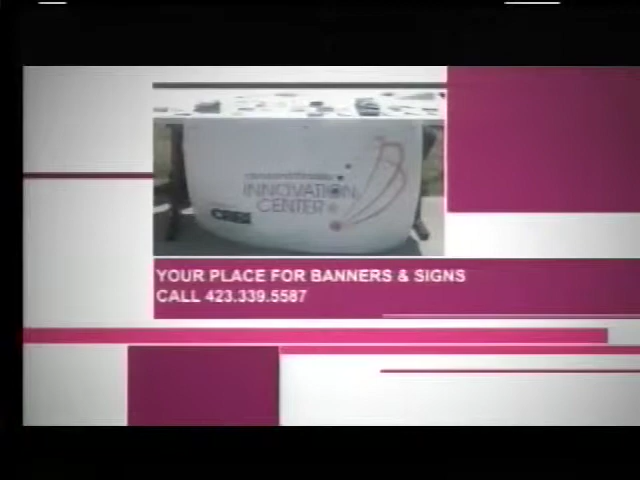 INNOVATION
CENTER
YOUR PLACE FOR BANNERS & SIGNS
CALL 423.339.5587